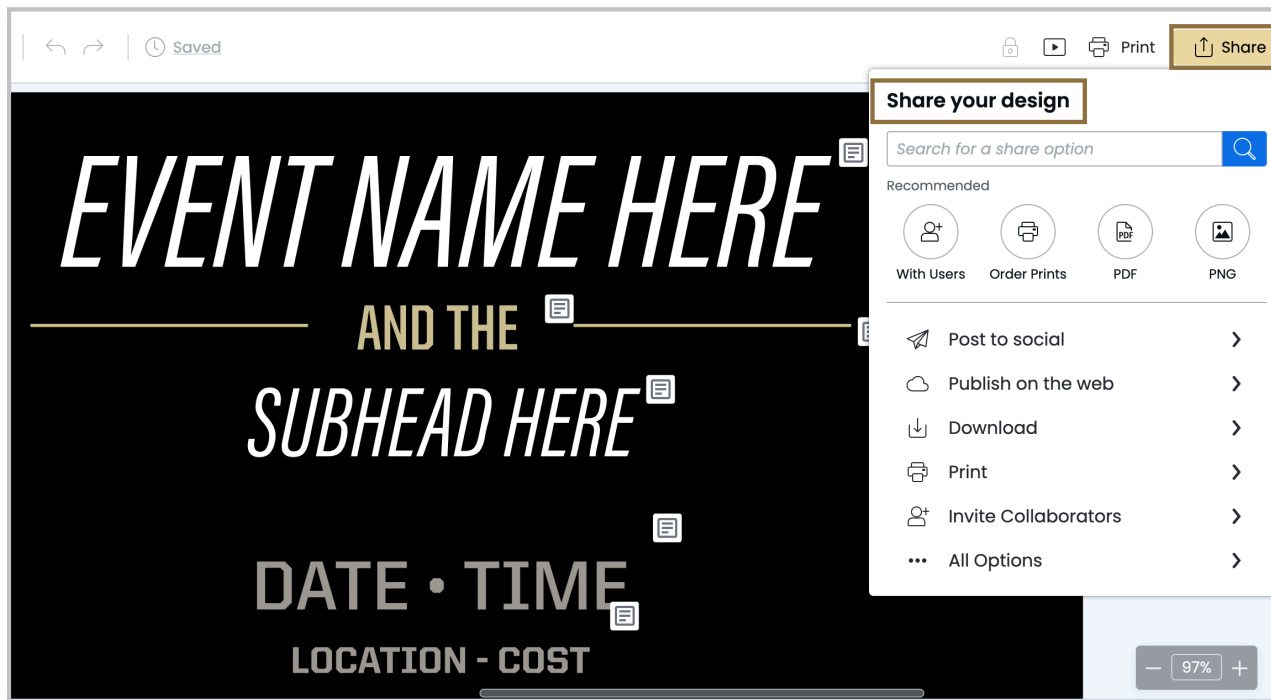 Saved
Print
Share
Share your design
Search for a share option
Recommended
With Users
Order Prints
PDF
PDF
PNG
Post to social
Publish on the web
Download
Print
Invite Collaborators
All Options
EVENT NAME HERE
AND THE
SUBHEAD HERE
DATE • TIME
LOCATION - COST
97%